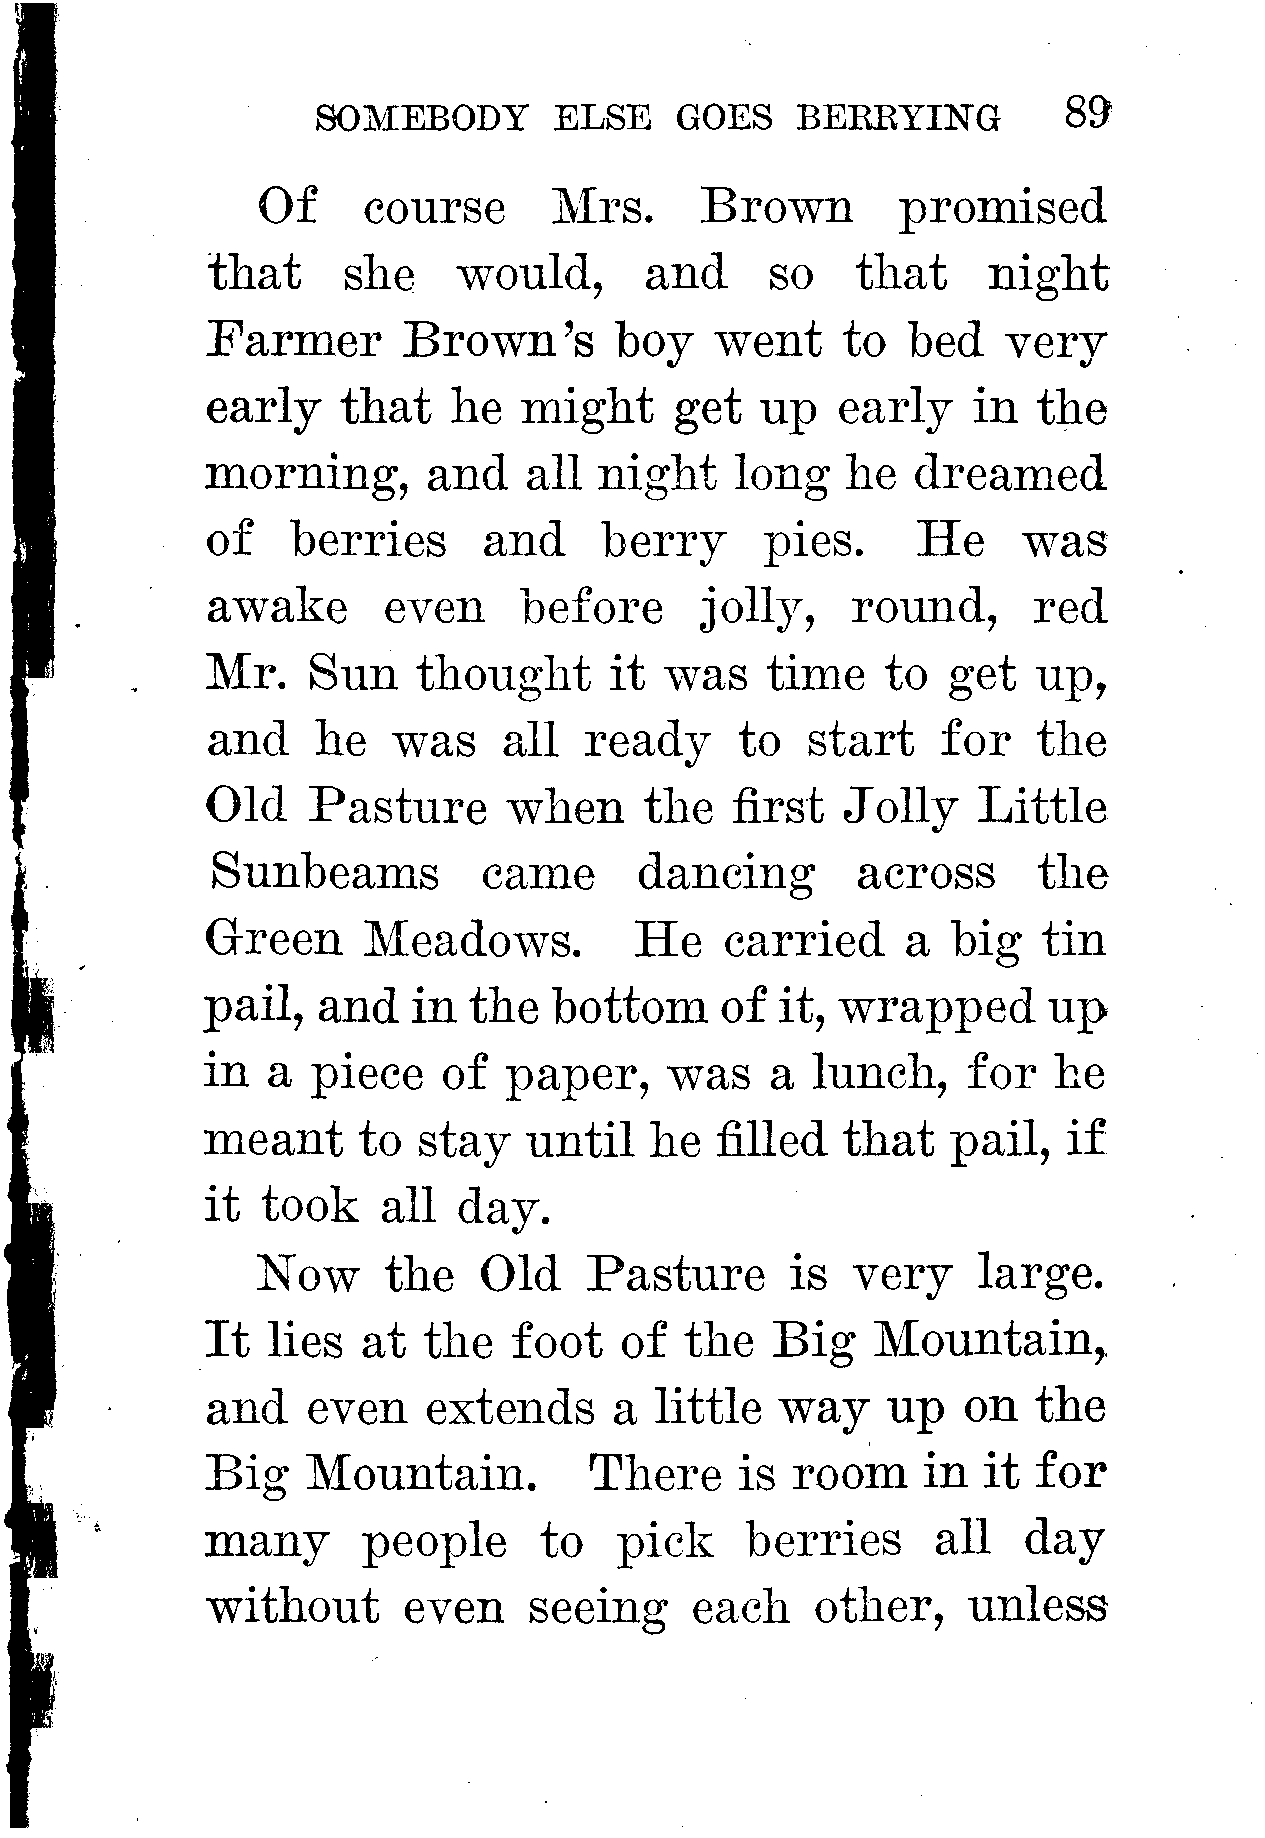 SOMEBODY ELSE GOES BERRYING 89
Of course Mrs. Brown promised
that she would, and so that night
Farmer Brown's boy went to bed very
early that he might get up early in the
morning, and all night long he dreamed
of berries and berry pies. He was
awake even before jolly, round, red
Mr. Sun thought it was time to get up,
and he was all ready to start for the
Old Pasture when the first Jolly Little
Sunbeams came dancing across the
Green Meadows. He carried a big tin
pail, and in the bottom of it, wrapped up
in a piece of paper, was a lunch, for he
meant to stay until he filled that pail, if
it took all day.
Now the Old Pasture is very large.
It lies at the foot of the Big Mountain,
and even extends a little way up on the
Big Mountain. There is room in it for
many people to pick berries all day
without even seeing each other, unless